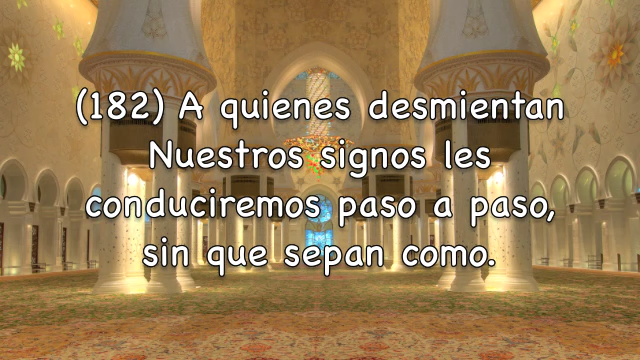 (182) A quienes desmientan
Nuestros signos les
conduciremos paso a paso,
sin que sepan como.